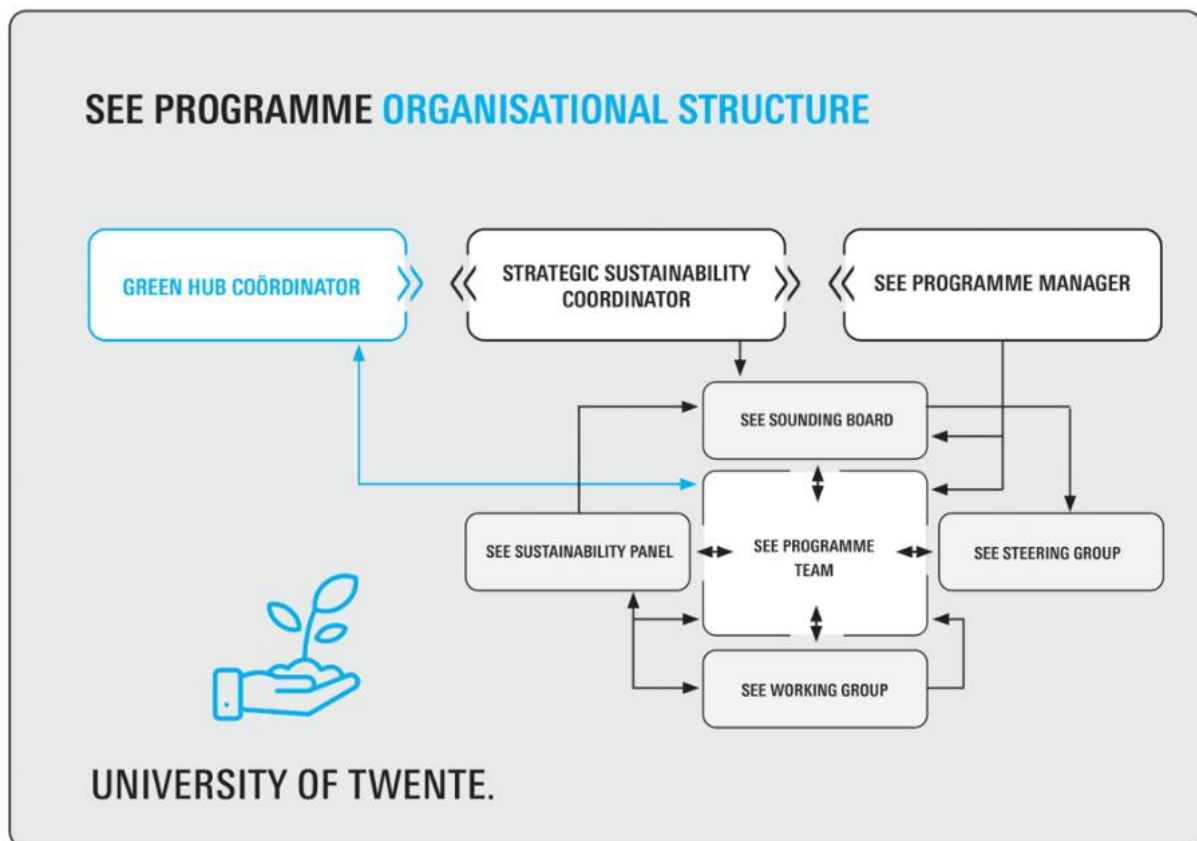 SEE PROGRAMME ORGANISATIONAL STRUCTURE
GREEN HUB COÖRDINATOR
STRATEGIC SUSTAINABILITY
COORDINATOR
SEE PROGRAMME MANAGER
SEE SOUNDING BOARD
SEE SUSTAINABILITY PANEL
SEE PROGRAMME
TEAM
SEE STEERING GROUP
SEE WORKING GROUP
UNIVERSITY OF TWENTE.